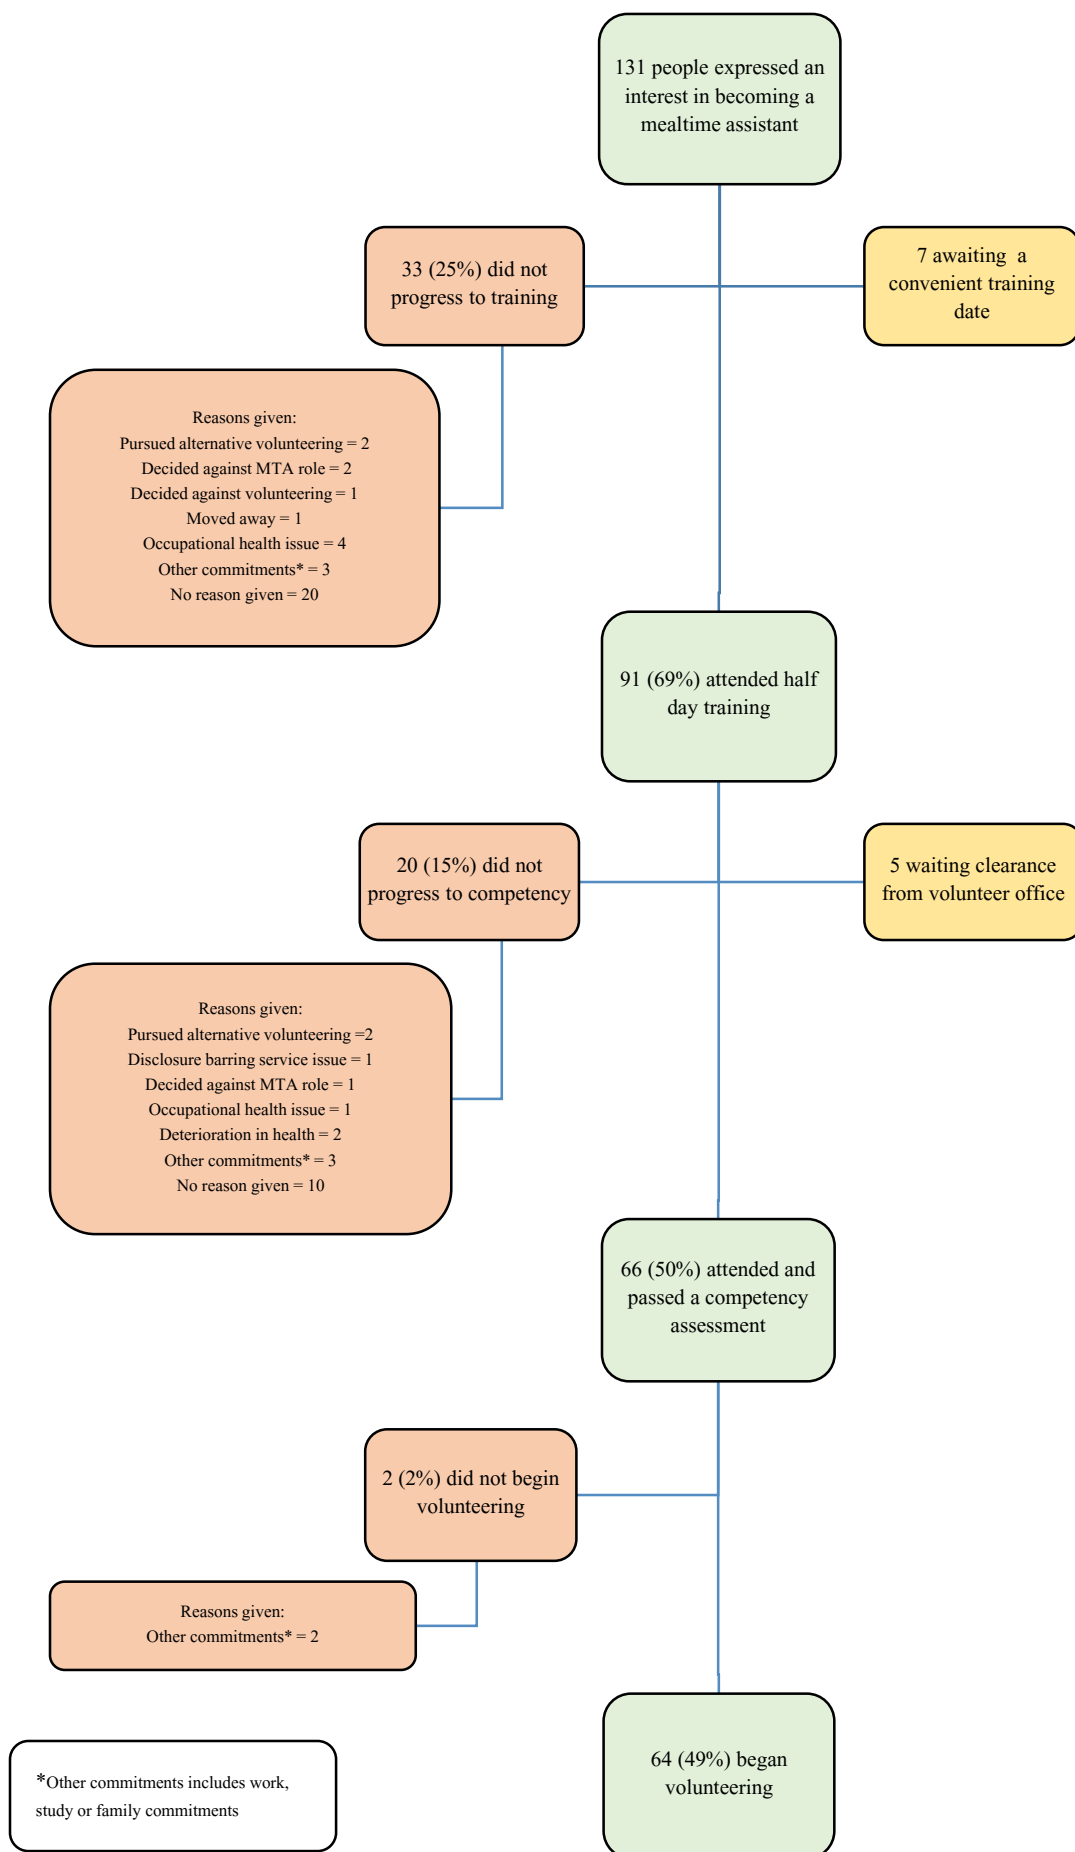 131 people expressed an
interest in becoming a
mealtime assistant
33 (25%) did not
progress to training
7 awaiting a
convenient training
date
Reasons given:
Pursued alternative volunteering = 2
Decided against MTA role = 2
Decided against volunteering = 1
Moved away = 1
Occupational health issue = 4
Other commitments* = 3
No reason given = 20
91 (69%) attended half
day training
20 (15%) did not
progress to competency
5 waiting clearance
from volunteer office
Reasons given:
Pursued alternative volunteering =2
Disclosure barring service issue = 1
Decided against MTA role = 1
Occupational health issue = 1
Deterioration in health = 2
Other commitments* = 3
No reason given = 10
66 (50%) attended and
passed a competency
assessment
2 (2%) did not begin
volunteering
Reasons given:
Other commitments* = 2
64 (49%) began
volunteering
*Other commitments includes work,
study or family commitments